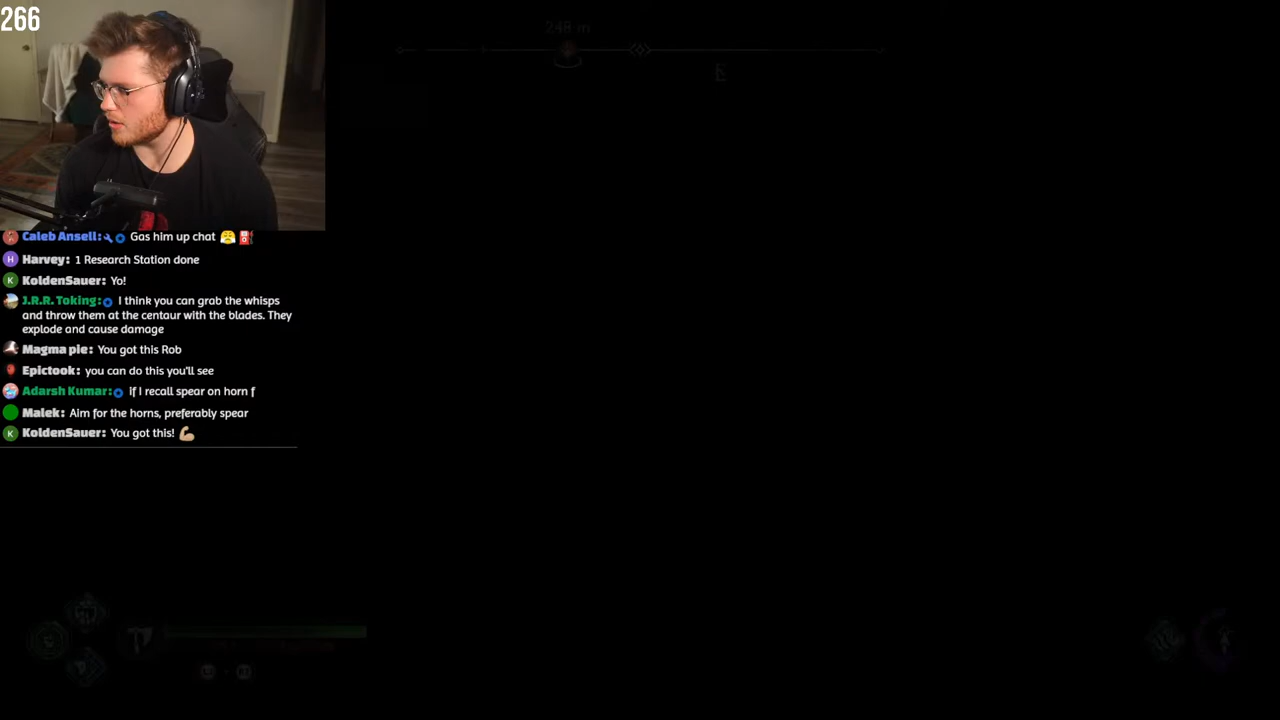 266
248 m
E
Caleb Ansell: Gas him up chat 😤 ⛽
Harvey: 1 Research Station done
KoldenSauer: Yo!
J.R.R. Toking: I think you can grab the whisps
and throw them at the centaur with the blades. They
explode and cause damage
Magma pie: You got this Rob
Epictook: you can do this you'll see
Adarsh Kumar: if I recall spear on horn f
Malek: Aim for the horns, preferably spear
KoldenSauer: You got this! 💪🏼